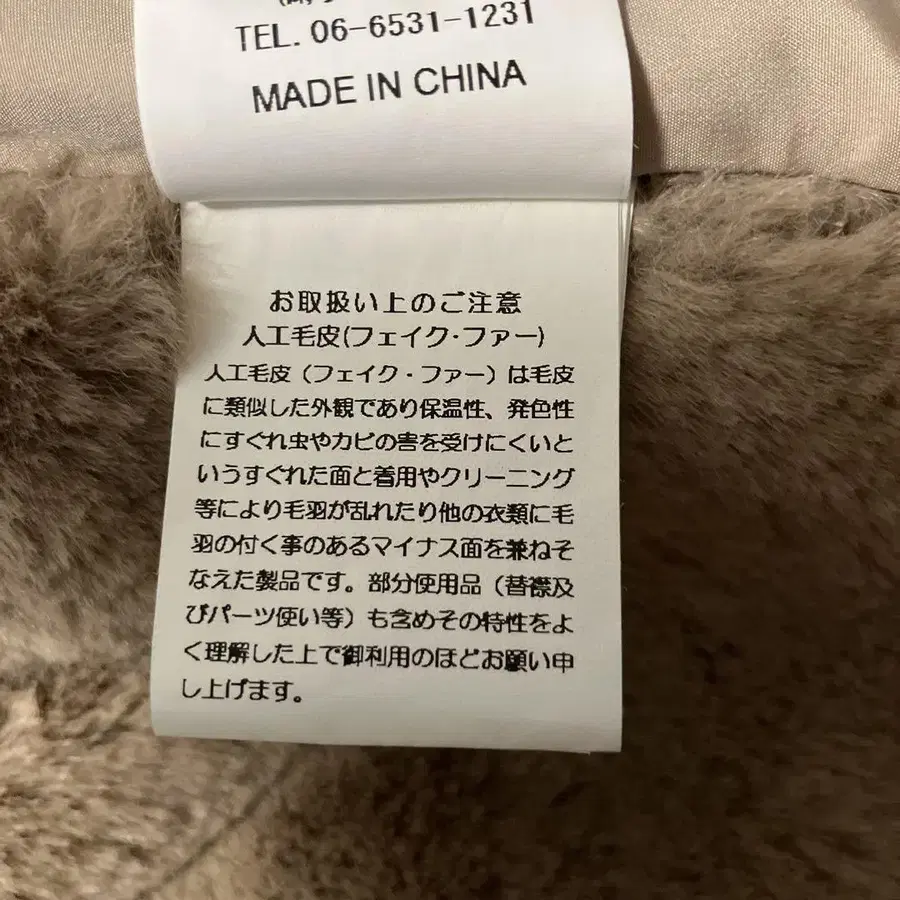 TEL. 06-6531-1231
MADE IN CHINA
お取扱い上のご注意
人工毛皮(フェイク·ファー)
人工毛皮（フェイク・ファー）は毛皮
に類似した外観であり保温性、発色性
にすぐれ虫やカビの害を受けにくいと
いうすぐれた面と着用やクリーニング
等により毛羽が乱れたり他の衣類に毛
羽の付く事のあるマイナス面を兼ねそ
なえた製品です。部分使用品（替襟及
びパーツ使い等）も含めその特性をよ
く理解した上で御利用のほどお願い申
し上げます。